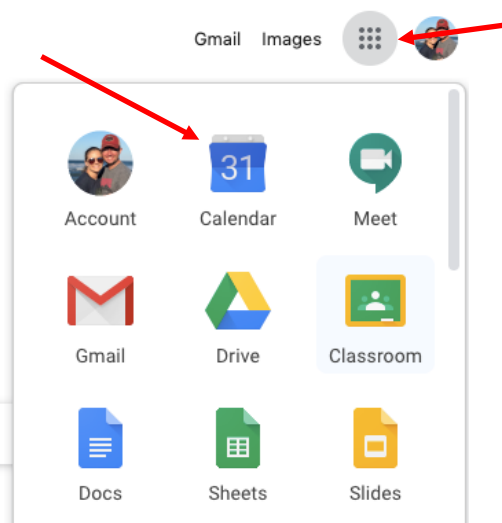 Gmail Images
31
Account Calendar Meet
Gmail Drive Classroom
Docs Sheets Slides